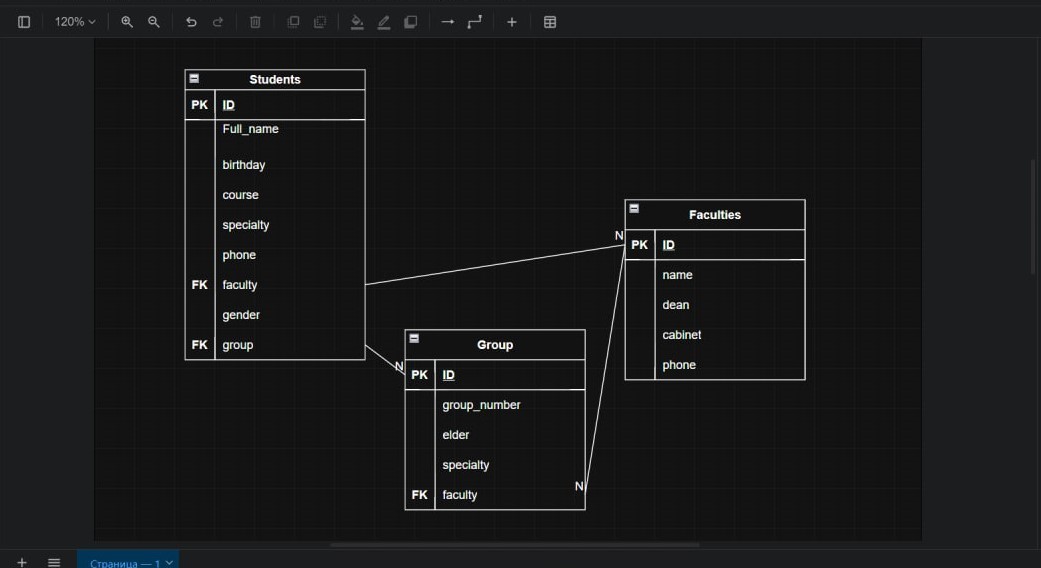 120%
Students
PK ID
Full_name
birthday
course
specialty
phone
FK faculty
gender
FK group
Faculties
N
PK ID
name
dean
cabinet
phone
Group
N
PK ID
group_number
elder
specialty
N
FK faculty
Страница — 1